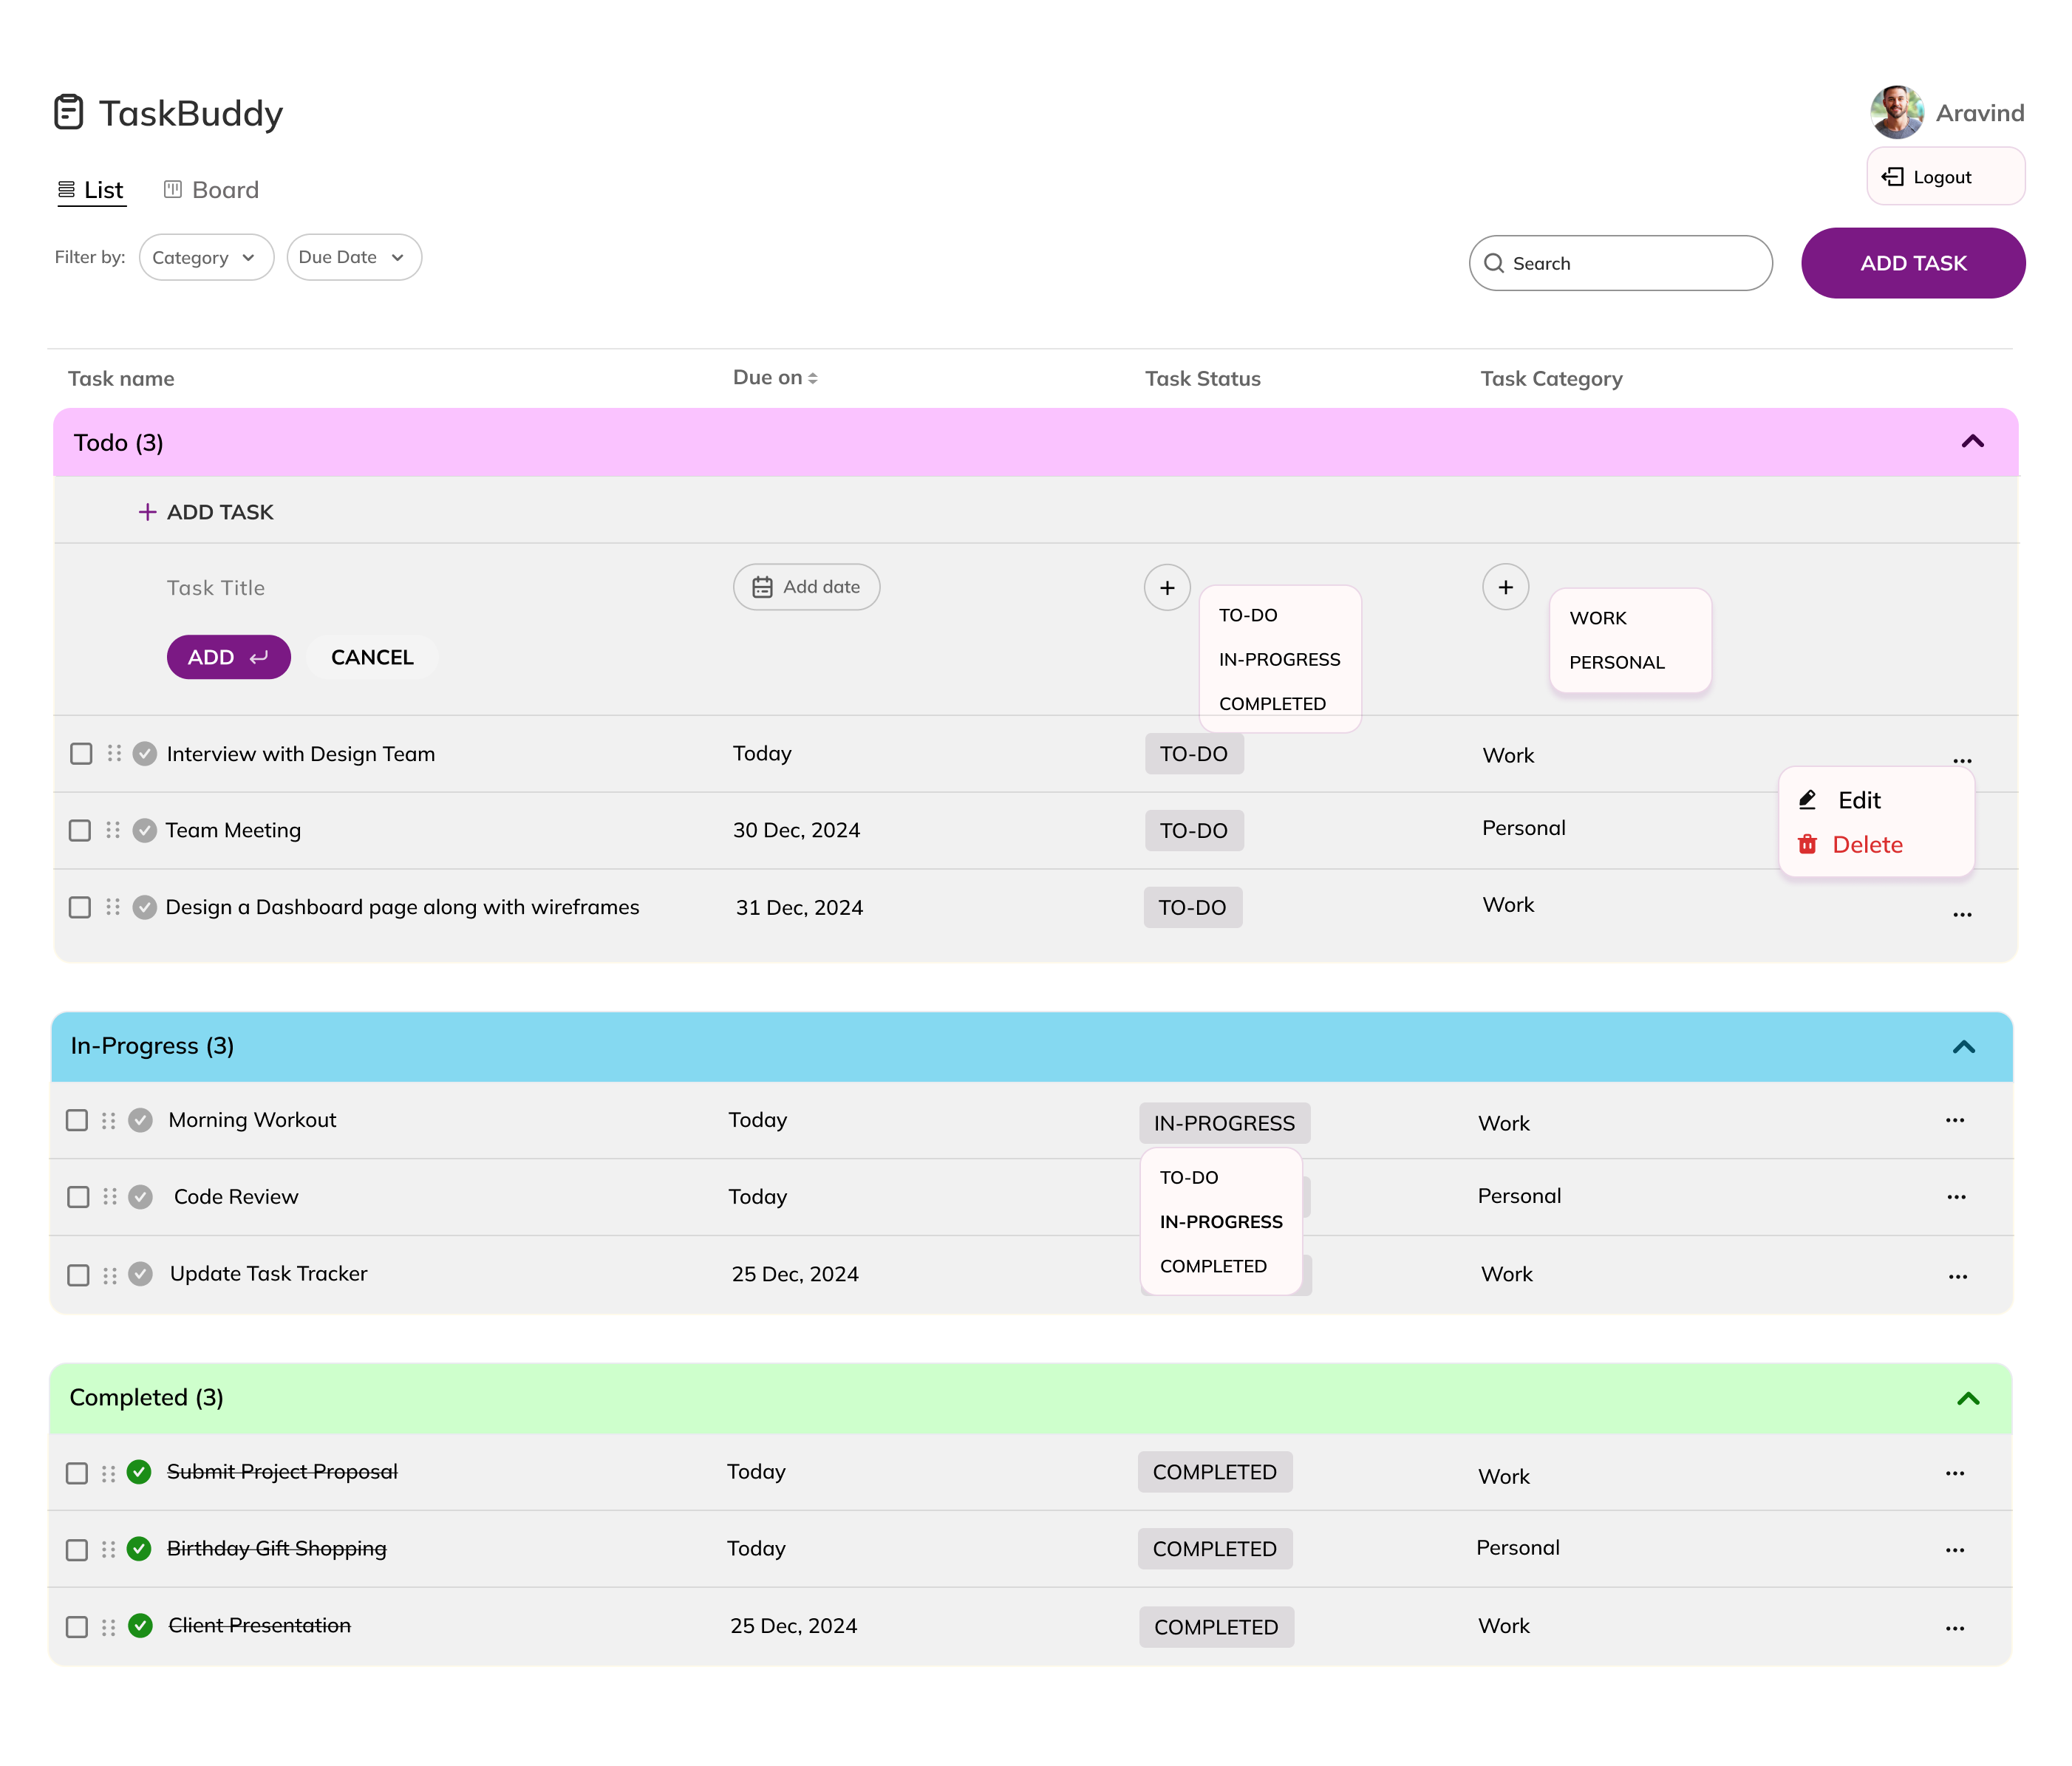 TaskBuddy
Aravind
List Board
Logout
Filter by: Category Due Date
Search
ADD TASK
Task name Due on Task Status Task Category
Todo (3)
+ ADD TASK
Task Title Add date + +
TO-DO WORK
IN-PROGRESS PERSONAL
COMPLETED
ADD CANCEL
Interview with Design Team Today TO-DO Work ...
Edit
Team Meeting 30 Dec, 2024 TO-DO Personal
Delete
Design a Dashboard page along with wireframes 31 Dec, 2024 TO-DO Work ...
In-Progress (3)
Morning Workout Today IN-PROGRESS Work ...
TO-DO
Code Review Today Personal ...
IN-PROGRESS
COMPLETED
Update Task Tracker 25 Dec, 2024 Work ...
Completed (3)
Submit Project Proposal Today COMPLETED Work ...
Birthday Gift Shopping Today COMPLETED Personal ...
Client Presentation 25 Dec, 2024 COMPLETED Work ...